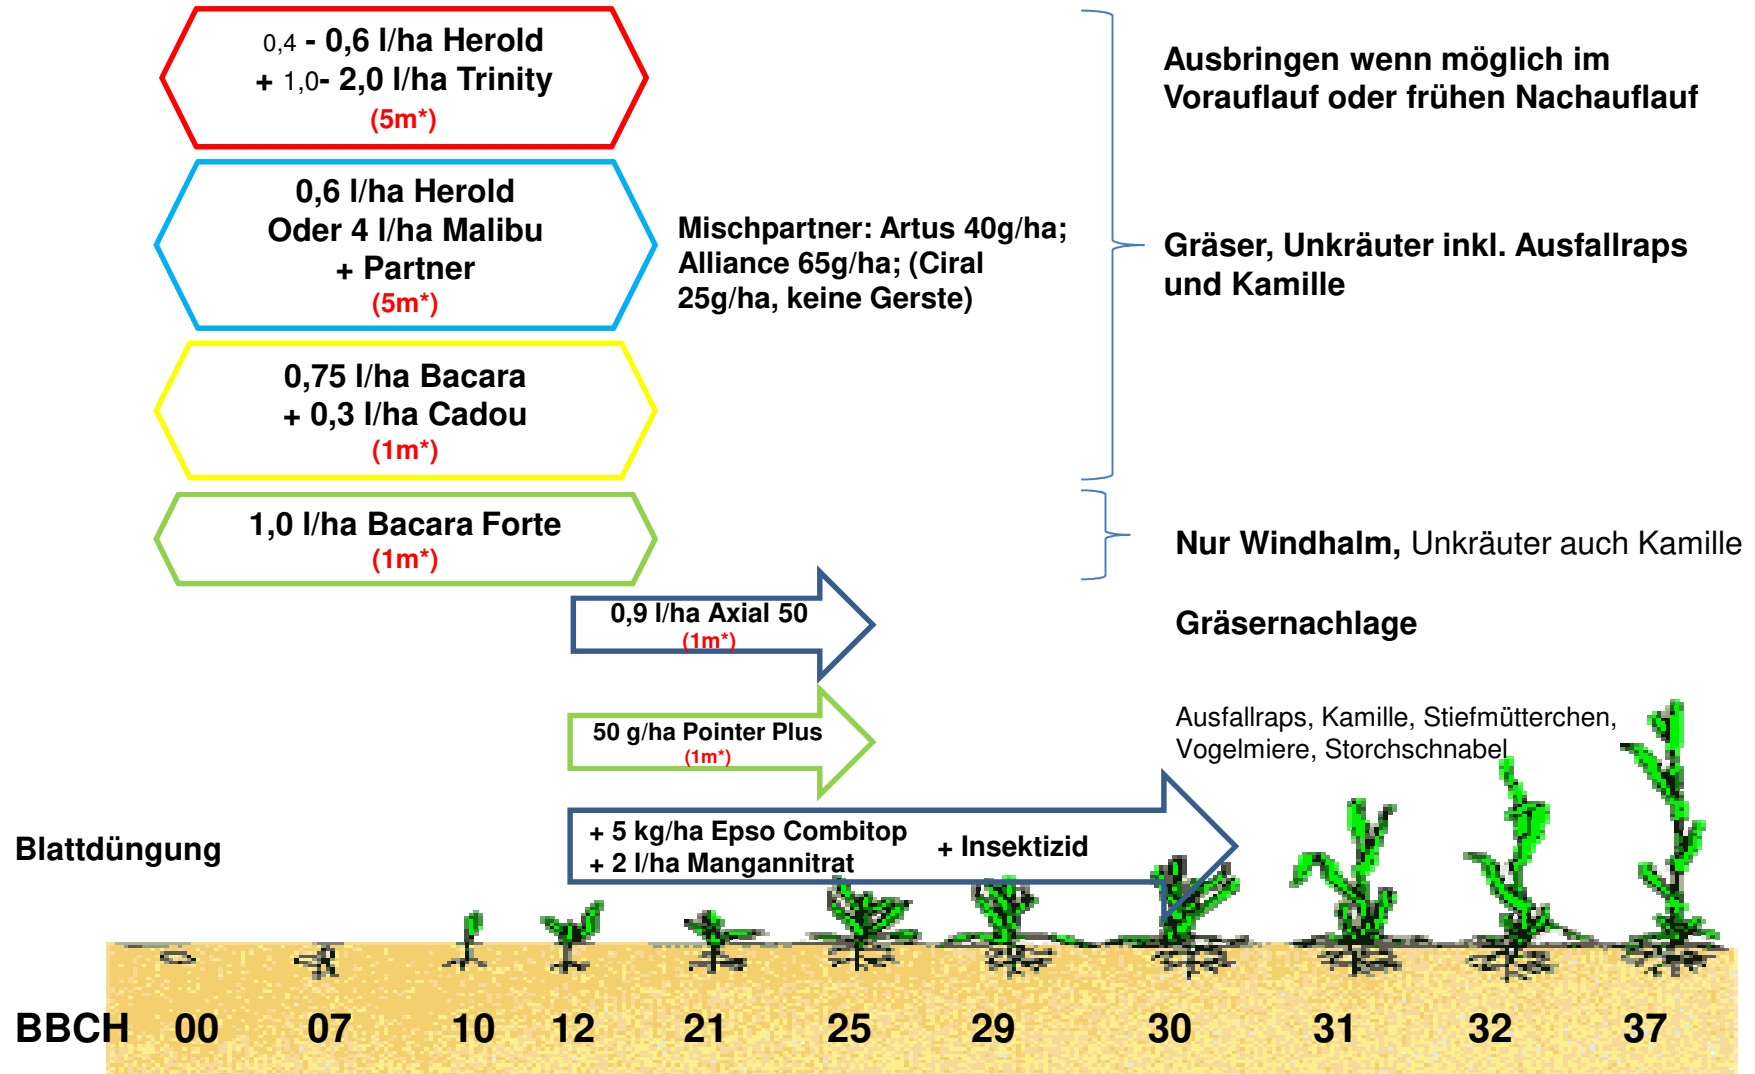 0,4 - 0,6 l/ha Herold
+ 1,0- 2,0 l/ha Trinity
(5m*)
Ausbringen wenn möglich im
Vorauflauf oder frühen Nachauflauf
0,6 l/ha Herold
Oder 4 l/ha Malibu
+ Partner
(5m*)
Mischpartner: Artus 40g/ha;
Alliance 65g/ha; (Ciral
25g/ha, keine Gerste)
Gräser, Unkräuter inkl. Ausfallraps
und Kamille
0,75 l/ha Bacara
+ 0,3 l/ha Cadou
(1m*)
1,0 l/ha Bacara Forte
(1m*)
Nur Windhalm, Unkräuter auch Kamille
0,9 l/ha Axial 50
(1m*)
Gräsernachlage
50 g/ha Pointer Plus
(1m*)
Ausfallraps, Kamille, Stiefmütterchen,
Vogelmiere, Storchschnabel
Blattdüngung
+ 5 kg/ha Epso Combitop
+ 2 l/ha Mangannitrat
+ Insektizid
BBCH 00 07 10 12 21 25 29 30 31 32 37